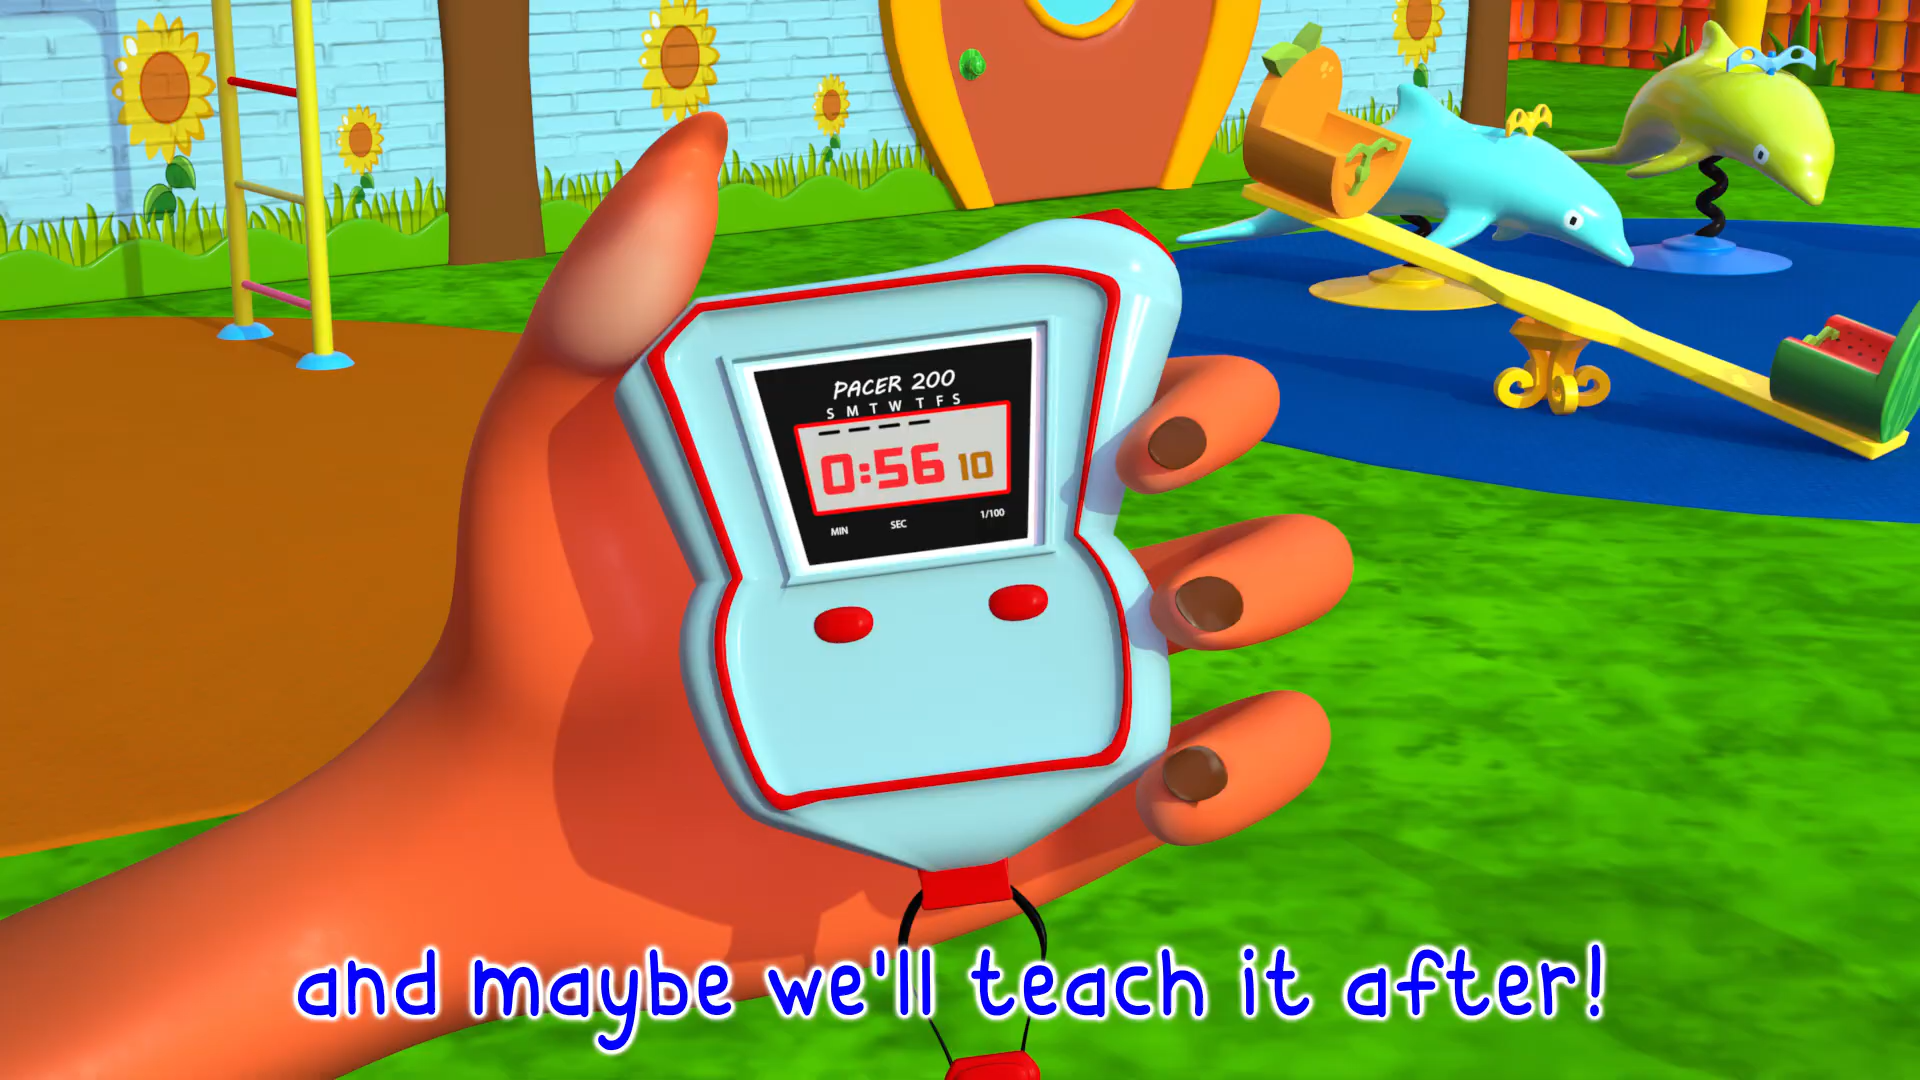 PACER 200
S M T W T F S
0:56 10
MIN SEC 1/100
and maybe we'll teach it after!